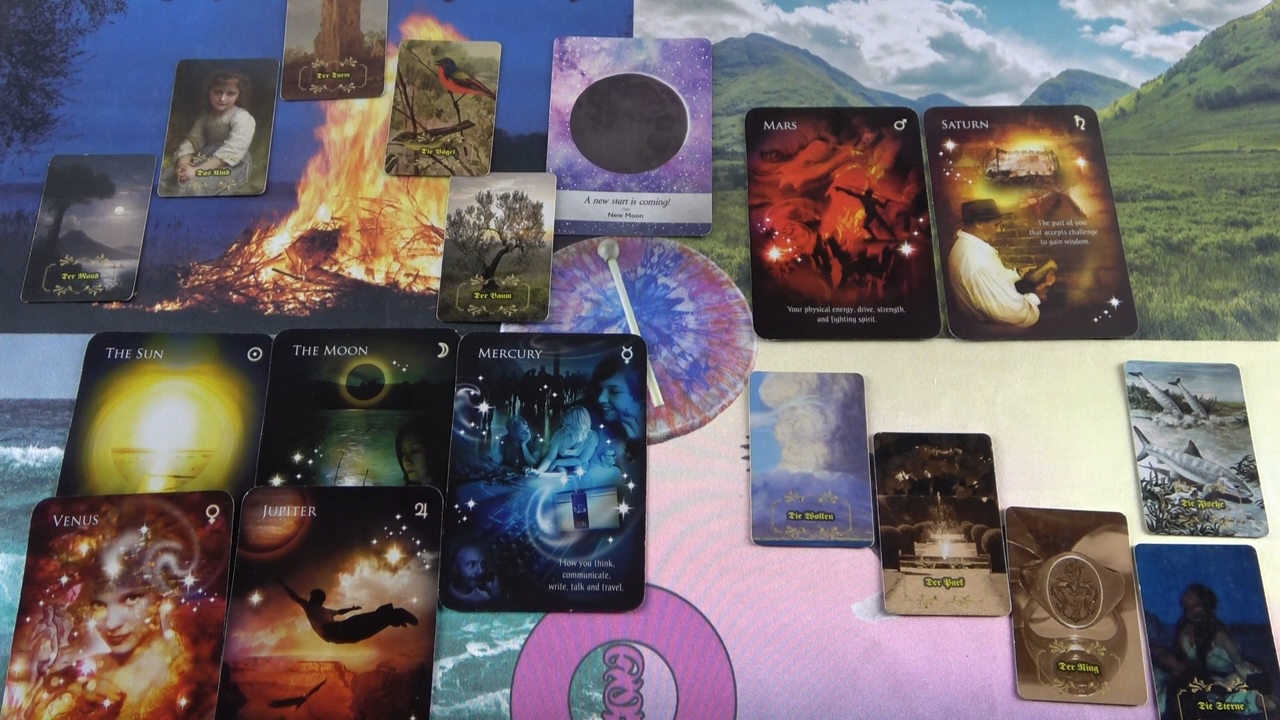 Der Turm
Die Vögel
Das Kind
Der Mond
Der Baum
A new start is coming!
New Moon
MARS
Your physical energy, drive, strength,
and fighting spirit.
SATURN
The part of you
that accepts challenge
to gain wisdom.
THE SUN
THE MOON
MERCURY
How you think,
communicate,
write, talk and travel.
VENUS
JUPITER
Die Wolken
Der Park
Der Ring
Die Fische
Die Sterne